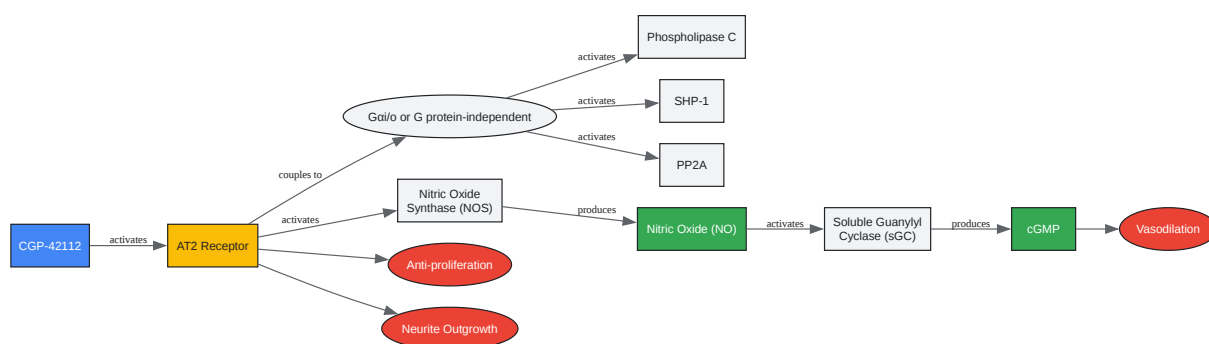 Phospholipase C
activates
SHP-1
activates
Gαi/o or G protein-independent
activates
PP2A
couples to
Nitric Oxide
Synthase (NOS)
activates
produces
CGP-42112
activates
AT2 Receptor
Nitric Oxide (NO)
activates
Soluble Guanylyl
Cyclase (sGC)
produces
cGMP
Vasodilation
Anti-proliferation
Neurite Outgrowth